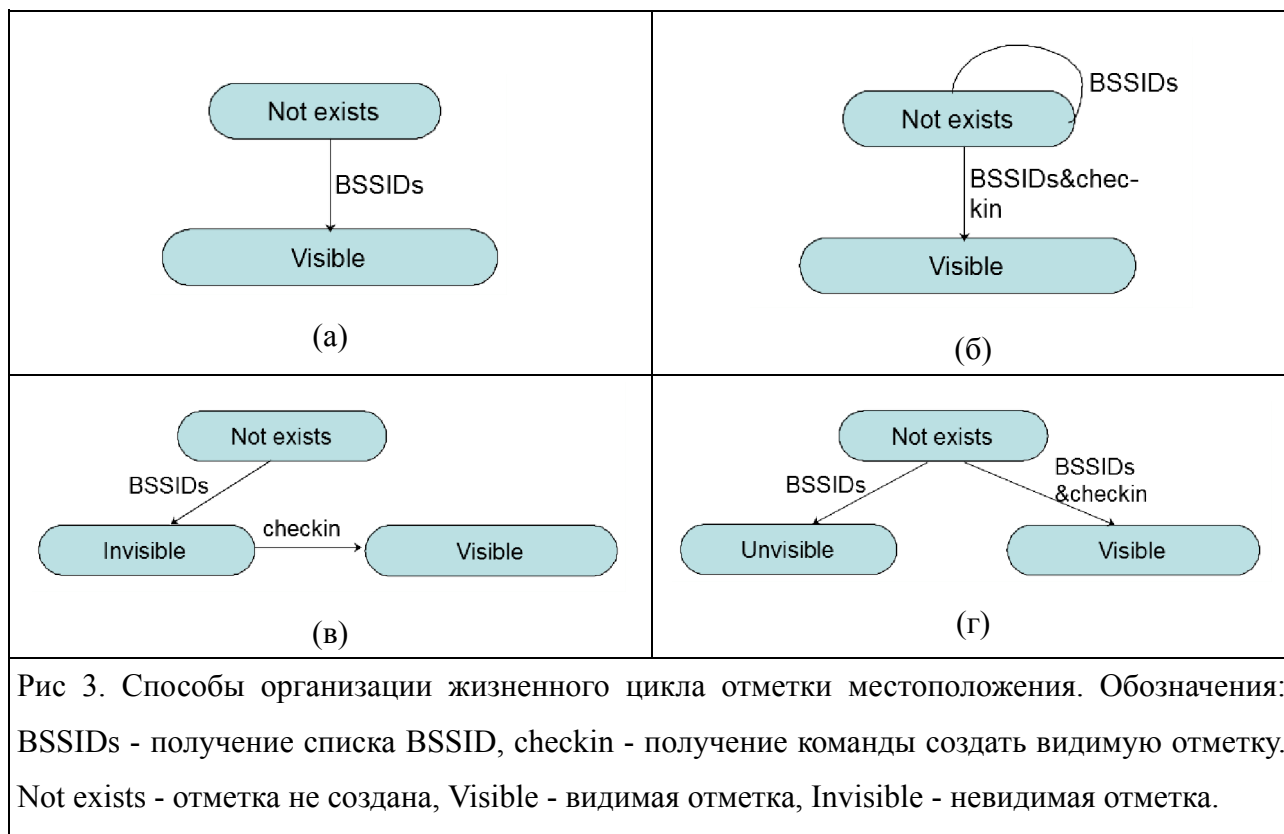 Not exists
BSSIDs
Visible
(а)
Not exists
BSSIDs
BSSIDs&chec-
kin
Visible
(б)
Not exists
BSSIDs
Invisible
checkin
Visible
(в)
Not exists
BSSIDs
BSSIDs
&checkin
Unvisible
Visible
(г)
Рис 3. Способы организации жизненного цикла отметки местоположения. Обозначения:
BSSIDs - получение списка BSSID, checkin - получение команды создать видимую отметку.
Not exists - отметка не создана, Visible - видимая отметка, Invisible - невидимая отметка.